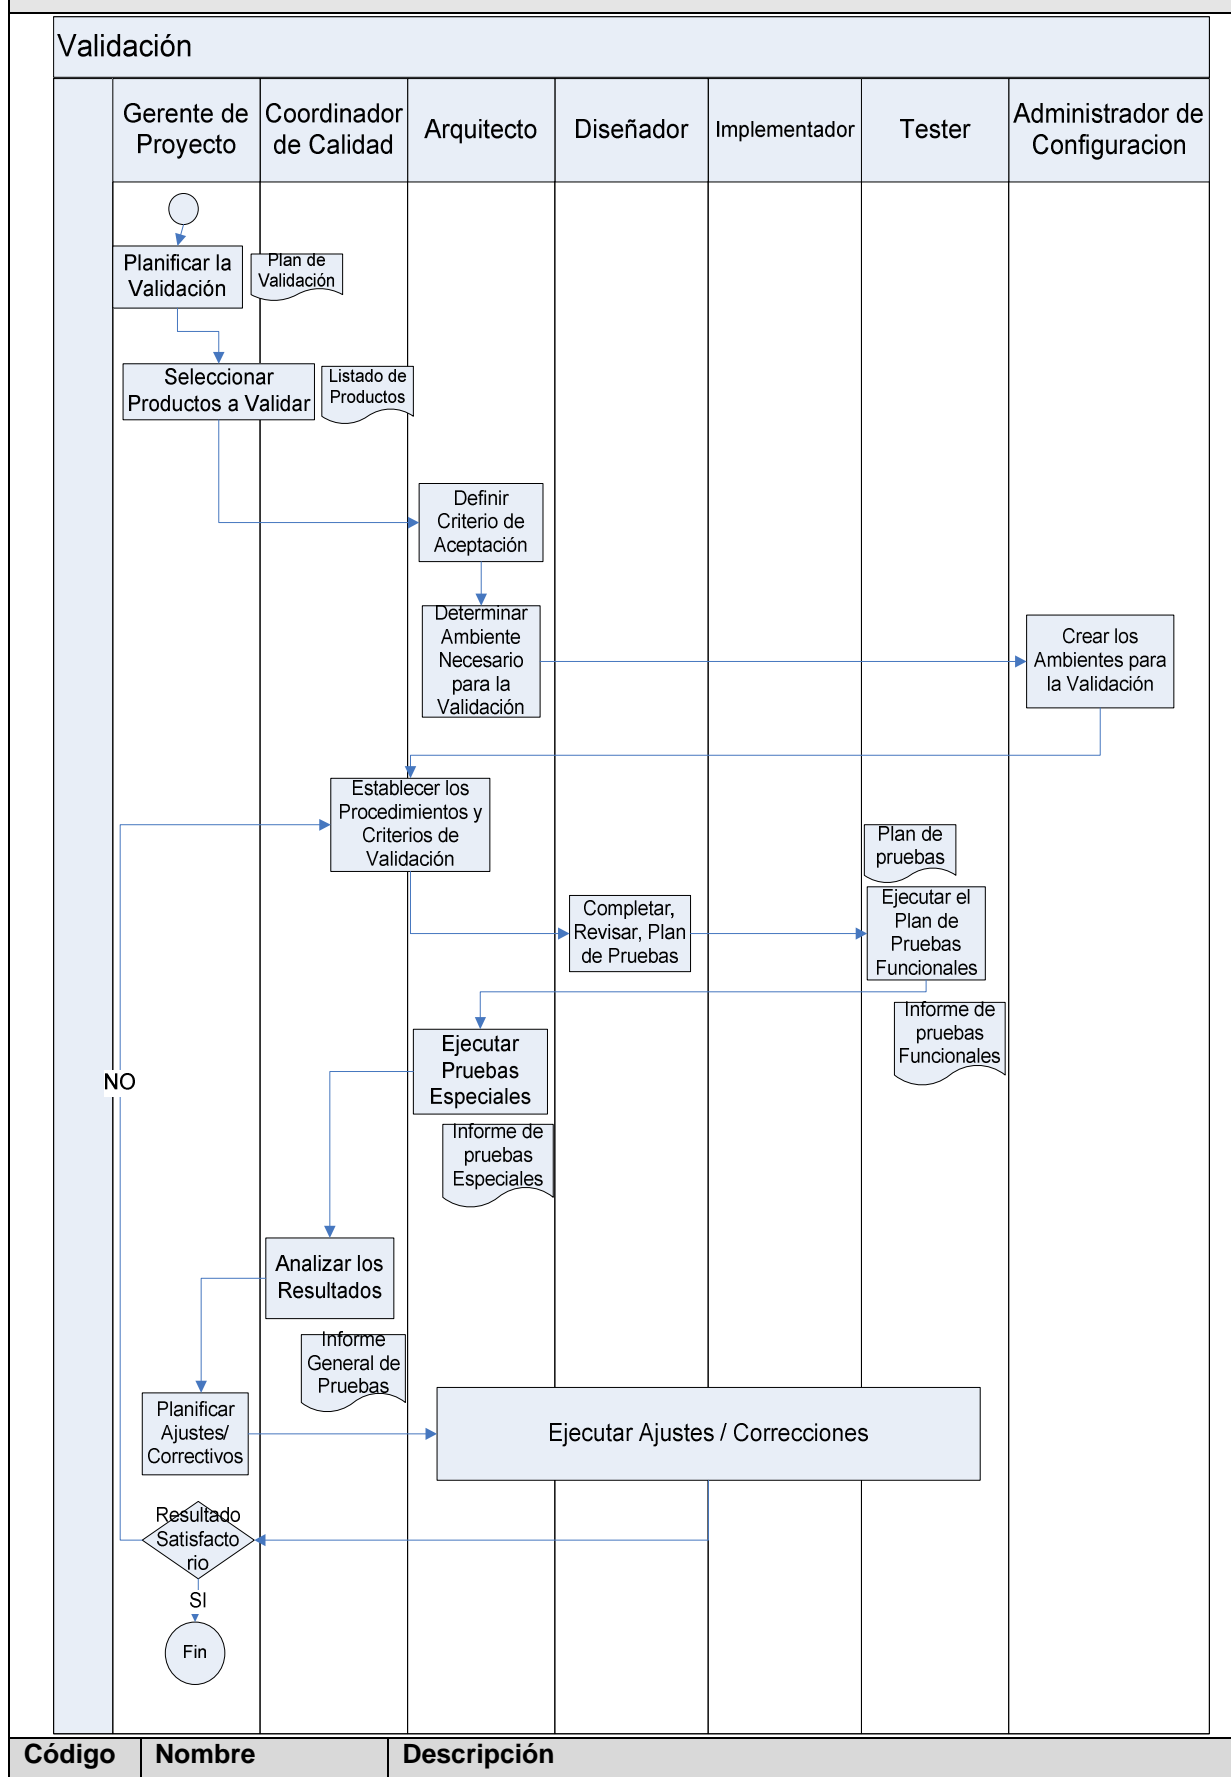 Validación
Gerente de
Proyecto
Coordinador
de Calidad
Arquitecto
Diseñador
Implementador
Tester
Administrador de
Configuracion
Planificar la
Validación
Plan de
Validación
Seleccionar
Productos a Validar
Listado de
Productos
Definir
Criterio de
Aceptación
Determinar
Ambiente
Necesario
para la
Validación
Crear los
Ambientes para
la Validación
Establecer los
Procedimientos y
Criterios de
Validación
Plan de
pruebas
Completar,
Revisar, Plan
de Pruebas
Ejecutar el
Plan de
Pruebas
Funcionales
Informe de
pruebas
Funcionales
Ejecutar
Pruebas
Especiales
NO
Informe de
pruebas
Especiales
Analizar los
Resultados
Informe
General de
Pruebas
Planificar
Ajustes/
Correctivos
Ejecutar Ajustes / Correcciones
Resultado
Satisfacto
rio
SI
Fin
Código
Nombre
Descripción